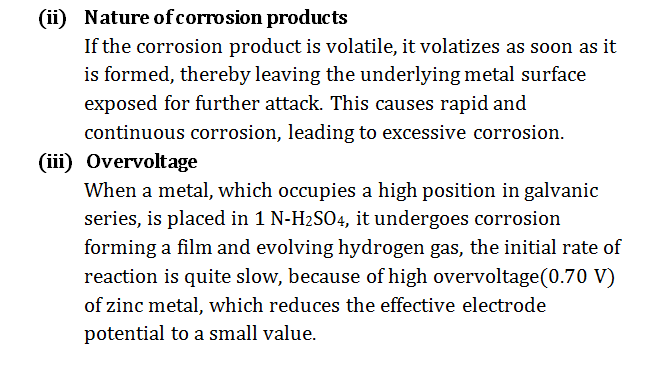 (ii) Nature of corrosion products
If the corrosion product is volatile, it volatizes as soon as it
is formed, thereby leaving the underlying metal surface
exposed for further attack. This causes rapid and
continuous corrosion, leading to excessive corrosion.
(iii) Overvoltage
When a metal, which occupies a high position in galvanic
series, is placed in 1 N-H₂SO₄, it undergoes corrosion
forming a film and evolving hydrogen gas, the initial rate of
reaction is quite slow, because of high overvoltage(0.70 V)
of zinc metal, which reduces the effective electrode
potential to a small value.